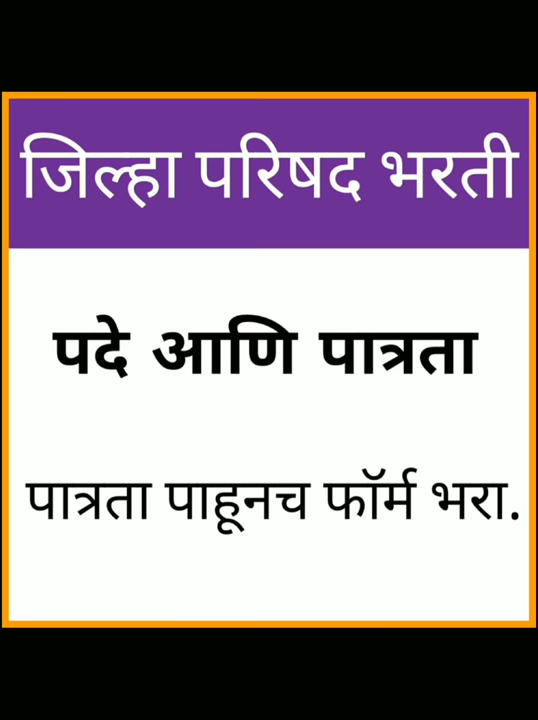 जिल्हा परिषद भरती
पदे आणि पात्रता
पात्रता पाहूनच फॉर्म भरा.